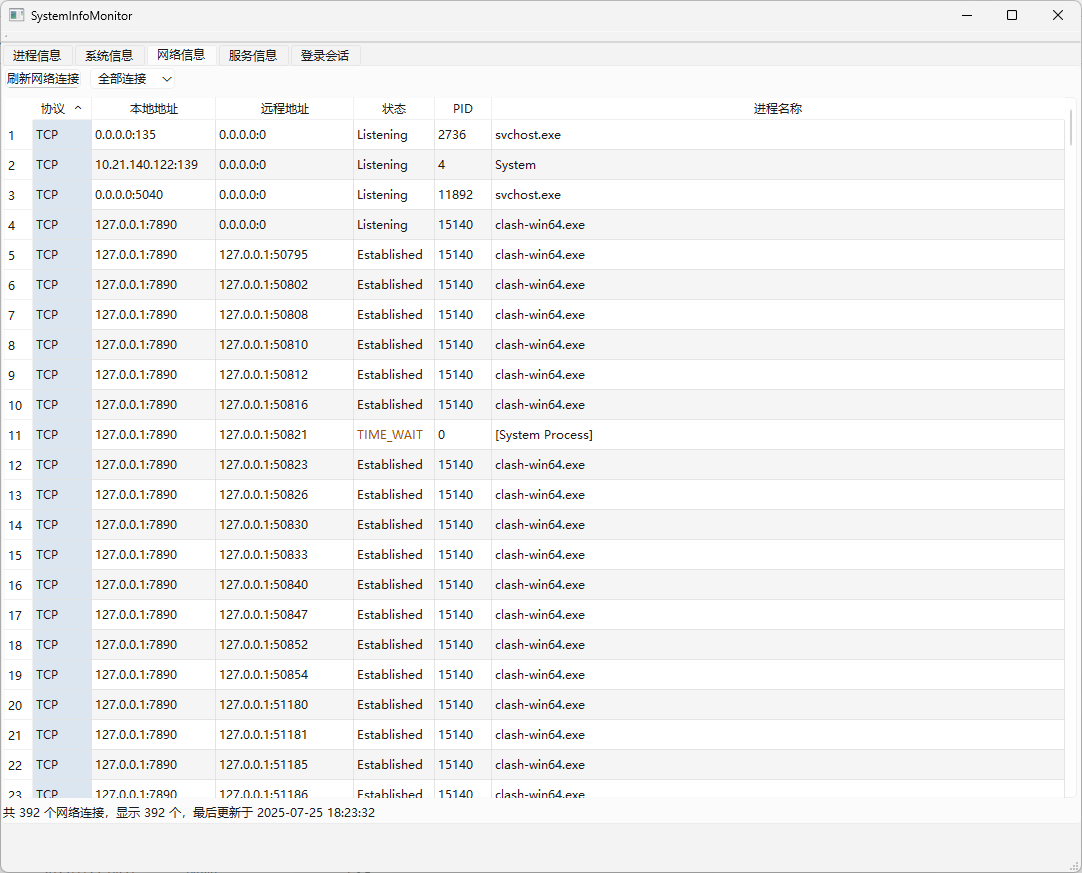 SystemInfoMonitor
进程信息 系统信息 网络信息 服务信息 登录会话
刷新网络连接 全部连接
协议 本地地址 远程地址 状态 PID 进程名称
1 TCP 0.0.0.0:135 0.0.0.0:0 Listening 2736 svchost.exe
2 TCP 10.21.140.122:139 0.0.0.0:0 Listening 4 System
3 TCP 0.0.0.0:5040 0.0.0.0:0 Listening 11892 svchost.exe
4 TCP 127.0.0.1:7890 0.0.0.0:0 Listening 15140 clash-win64.exe
5 TCP 127.0.0.1:7890 127.0.0.1:50795 Established 15140 clash-win64.exe
6 TCP 127.0.0.1:7890 127.0.0.1:50802 Established 15140 clash-win64.exe
7 TCP 127.0.0.1:7890 127.0.0.1:50808 Established 15140 clash-win64.exe
8 TCP 127.0.0.1:7890 127.0.0.1:50810 Established 15140 clash-win64.exe
9 TCP 127.0.0.1:7890 127.0.0.1:50812 Established 15140 clash-win64.exe
10 TCP 127.0.0.1:7890 127.0.0.1:50816 Established 15140 clash-win64.exe
11 TCP 127.0.0.1:7890 127.0.0.1:50821 TIME_WAIT 0 [System Process]
12 TCP 127.0.0.1:7890 127.0.0.1:50823 Established 15140 clash-win64.exe
13 TCP 127.0.0.1:7890 127.0.0.1:50826 Established 15140 clash-win64.exe
14 TCP 127.0.0.1:7890 127.0.0.1:50830 Established 15140 clash-win64.exe
15 TCP 127.0.0.1:7890 127.0.0.1:50833 Established 15140 clash-win64.exe
16 TCP 127.0.0.1:7890 127.0.0.1:50840 Established 15140 clash-win64.exe
17 TCP 127.0.0.1:7890 127.0.0.1:50847 Established 15140 clash-win64.exe
18 TCP 127.0.0.1:7890 127.0.0.1:50852 Established 15140 clash-win64.exe
19 TCP 127.0.0.1:7890 127.0.0.1:50854 Established 15140 clash-win64.exe
20 TCP 127.0.0.1:7890 127.0.0.1:51180 Established 15140 clash-win64.exe
21 TCP 127.0.0.1:7890 127.0.0.1:51181 Established 15140 clash-win64.exe
22 TCP 127.0.0.1:7890 127.0.0.1:51185 Established 15140 clash-win64.exe
23 TCP 127.0.0.1:7890 127.0.0.1:51186 Established 15140 clash-win64.exe
共 392 个网络连接，显示 392 个，最后更新于 2025-07-25 18:23:32